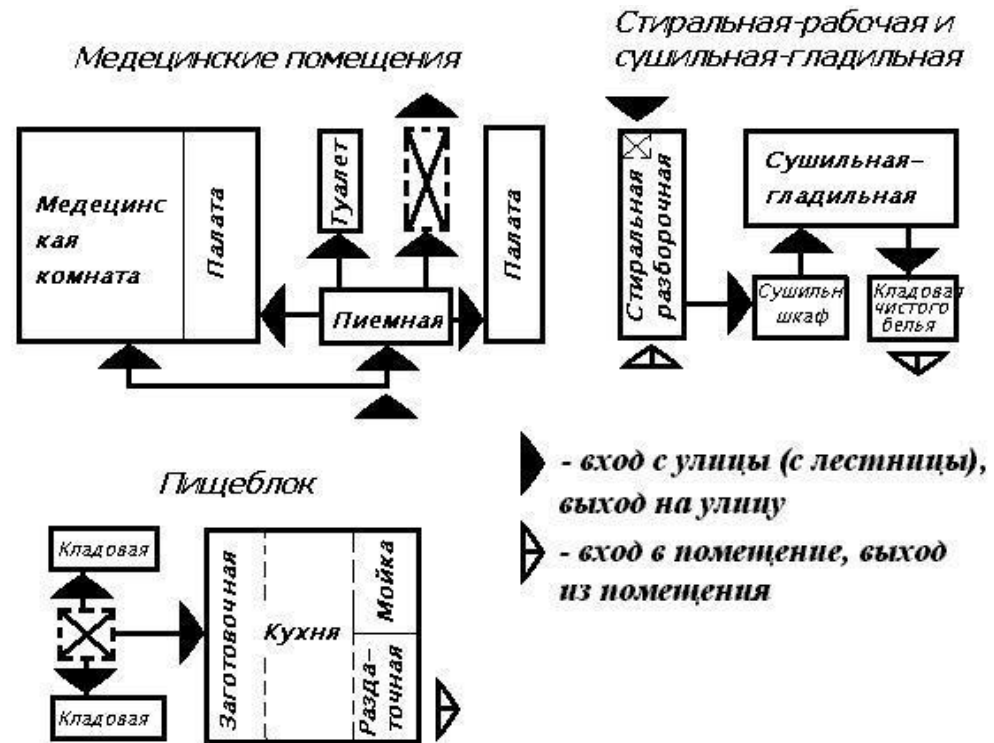 Медецинские помещения
Медецинс
кая
комната
Палата
Туалет
Пиемная
Палата
Стиральная-рабочая и
сушильная-гладильная
Стиральная
разборочная
Сушильная-
гладильная
Сушильн
шкаф
Кладовая
чистого
белья
Пищеблок
Кладовая
Кладовая
Заготовочная
Кухня
Мойка
Разда-
точная
- вход с улицы (с лестницы),
выход на улицу
- вход в помещение, выход
из помещения